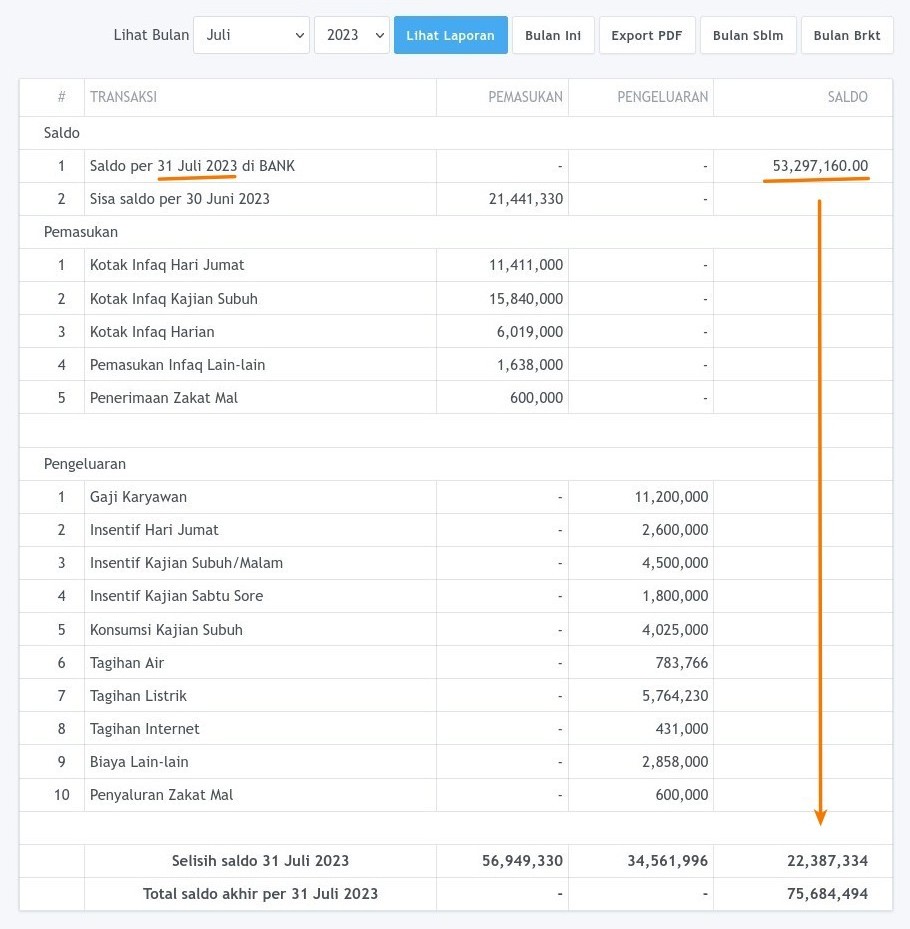 Lihat Bulan Juli 2023 Lihat Laporan Bulan Ini Export PDF Bulan Sblm Bulan Brkt
# TRANSAKSI PEMASUKAN PENGELUARAN SALDO
Saldo
1 Saldo per 31 Juli 2023 di BANK - - 53,297,160.00
2 Sisa saldo per 30 Juni 2023 21,441,330 -
Pemasukan
1 Kotak Infaq Hari Jumat 11,411,000 -
2 Kotak Infaq Kajian Subuh 15,840,000 -
3 Kotak Infaq Harian 6,019,000 -
4 Pemasukan Infaq Lain-lain 1,638,000 -
5 Penerimaan Zakat Mal 600,000 -
Pengeluaran
1 Gaji Karyawan - 11,200,000
2 Insentif Hari Jumat - 2,600,000
3 Insentif Kajian Subuh/Malam - 4,500,000
4 Insentif Kajian Sabtu Sore - 1,800,000
5 Konsumsi Kajian Subuh - 4,025,000
6 Tagihan Air - 783,766
7 Tagihan Listrik - 5,764,230
8 Tagihan Internet - 431,000
9 Biaya Lain-lain - 2,858,000
10 Penyaluran Zakat Mal - 600,000
Selisih saldo 31 Juli 2023 56,949,330 34,561,996 22,387,334
Total saldo akhir per 31 Juli 2023 - - 75,684,494